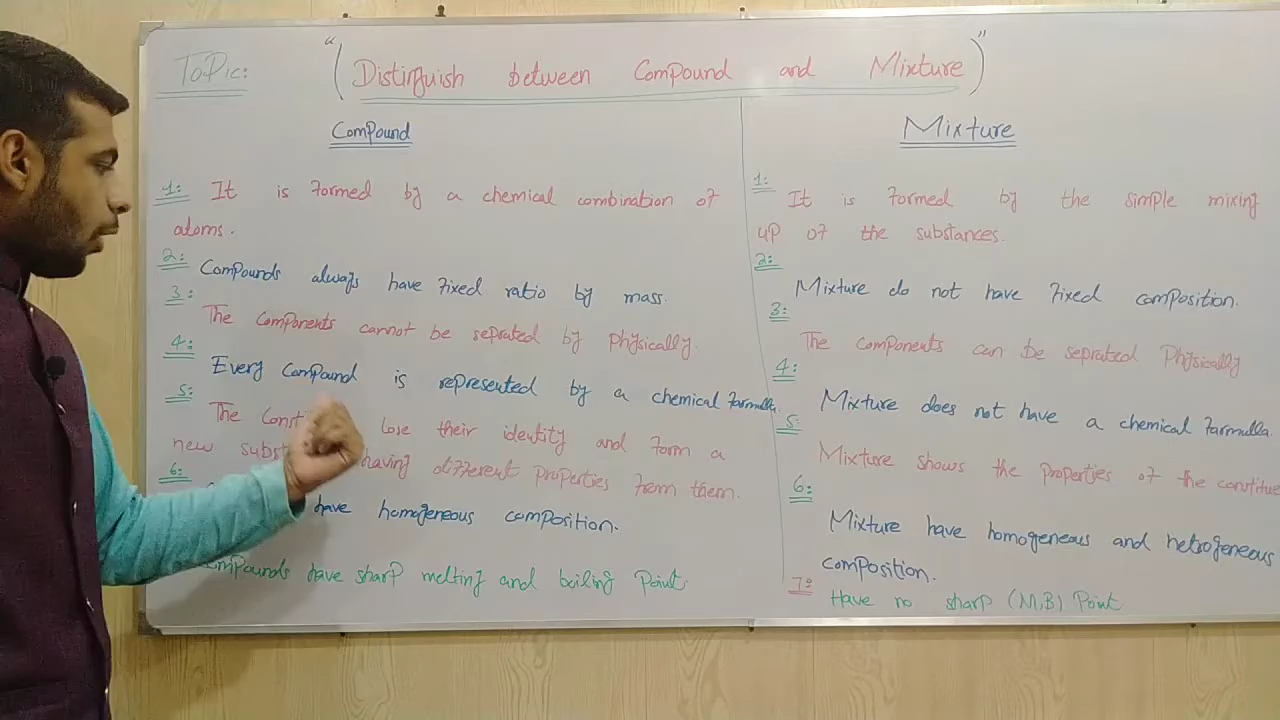 ToPic: "(Distinguish between Compound and Mixture)"
Compound
1: It is formed by a chemical combination of
atoms.
2: Compounds always have fixed ratio by mass.
3: The components cannot be seprated by physically.
4: Every compound is represented by a chemical formulla.
5: The lose their identity and form a
new having different properties from them.
6: have homogeneous composition.
compounds have sharp melting and boiling Point
Mixture
1: It is formed by the simple mixing
up of the substances.
2: Mixture do not have fixed composition.
3: The components can be seprated Physically
4: Mixture does not have a chemical formulla.
5: Mixture shows the properties of the constitue
6: Mixture have homogeneous and hetrogeneous
composition.
7: Have no sharp (M,B) Point